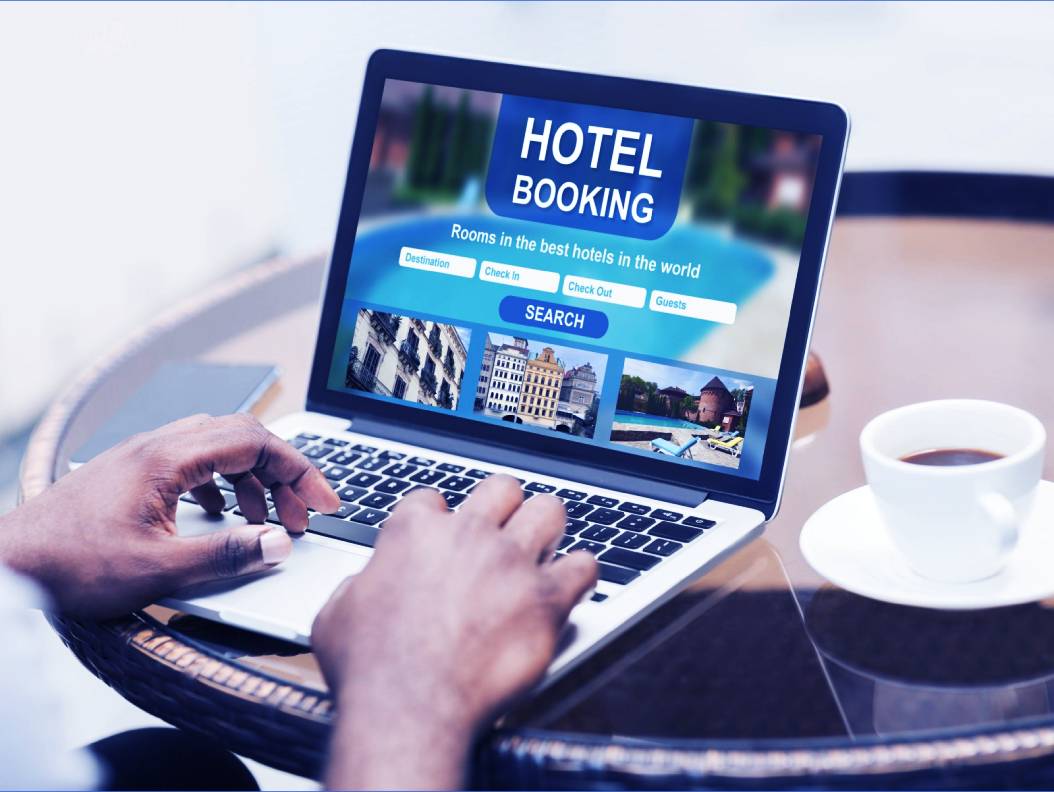 HOTEL
BOOKING
Rooms in the best hotels in the world
Destination
Check In
Check Out
Guests
SEARCH